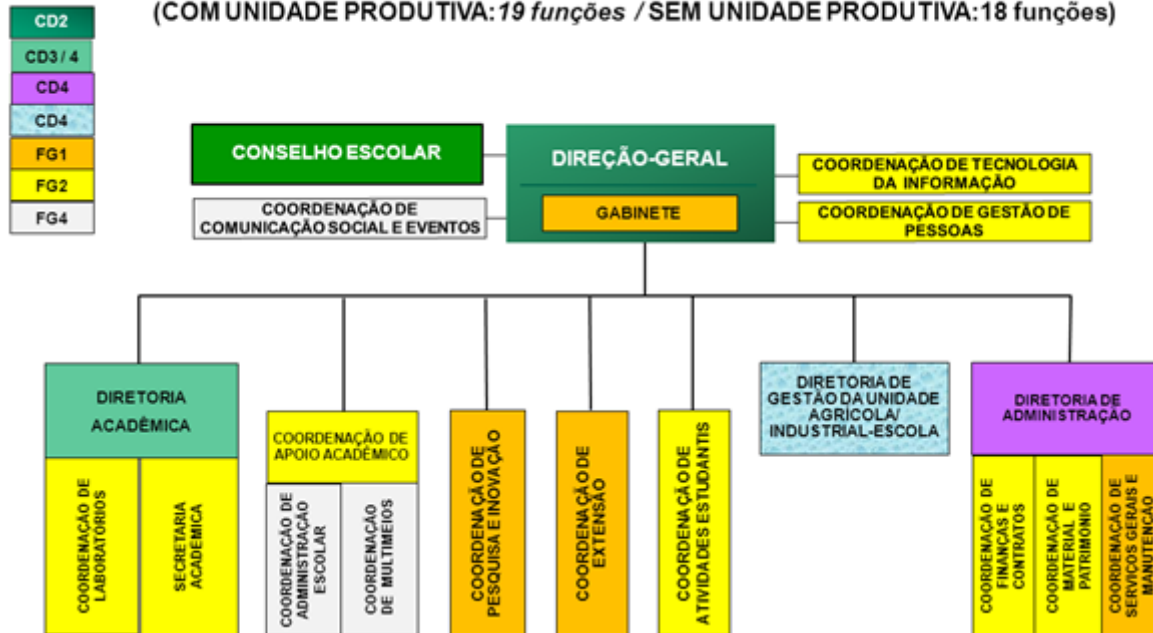 (COM UNIDADE PRODUTIVA:19 funções / SEM UNIDADE PRODUTIVA:18 funções)
CD2
CD3 / 4
CD4
CD4
FG1
FG2
FG4
CONSELHO ESCOLAR
DIREÇÃO-GERAL
GABINETE
COORDENAÇÃO DE TECNOLOGIA
DA INFORMAÇÃO
COORDENAÇÃO DE
COMUNICAÇÃO SOCIAL E EVENTOS
COORDENAÇÃO DE GESTÃO DE
PESSOAS
DIRETORIA
ACADÊMICA
COORDENAÇÃO DE
LABORATÓRIOS
SECRETARIA
ACADEMICA
COORDENAÇÃO DE
APOIO ACADÊMICO
COORDENAÇÃO DE
ADMINISTRAÇÃO
ESCOLAR
COORDENAÇÃO
DE MULTIMEIOS
COORDENAÇÃO DE
PESQUISA E INOVAÇÃO
COORDENAÇÃO DE
EXTENSÃO
COORDENAÇÃO DE
ATIVIDADES ESTUDANTIS
DIRETORIA DE
GESTÃO DA UNIDADE
AGRÍCOLA/
INDUSTRIAL-ESCOLA
DIRETORIA DE
ADMINISTRAÇÃO
COORDENAÇÃO DE
FINANÇAS E
CONTRATOS
COORDENAÇÃO DE
MATERIAL E
PATRIMÔNIO
COORDENAÇÃO DE
SERVIÇOS GERAIS E
MANUTENÇÃO